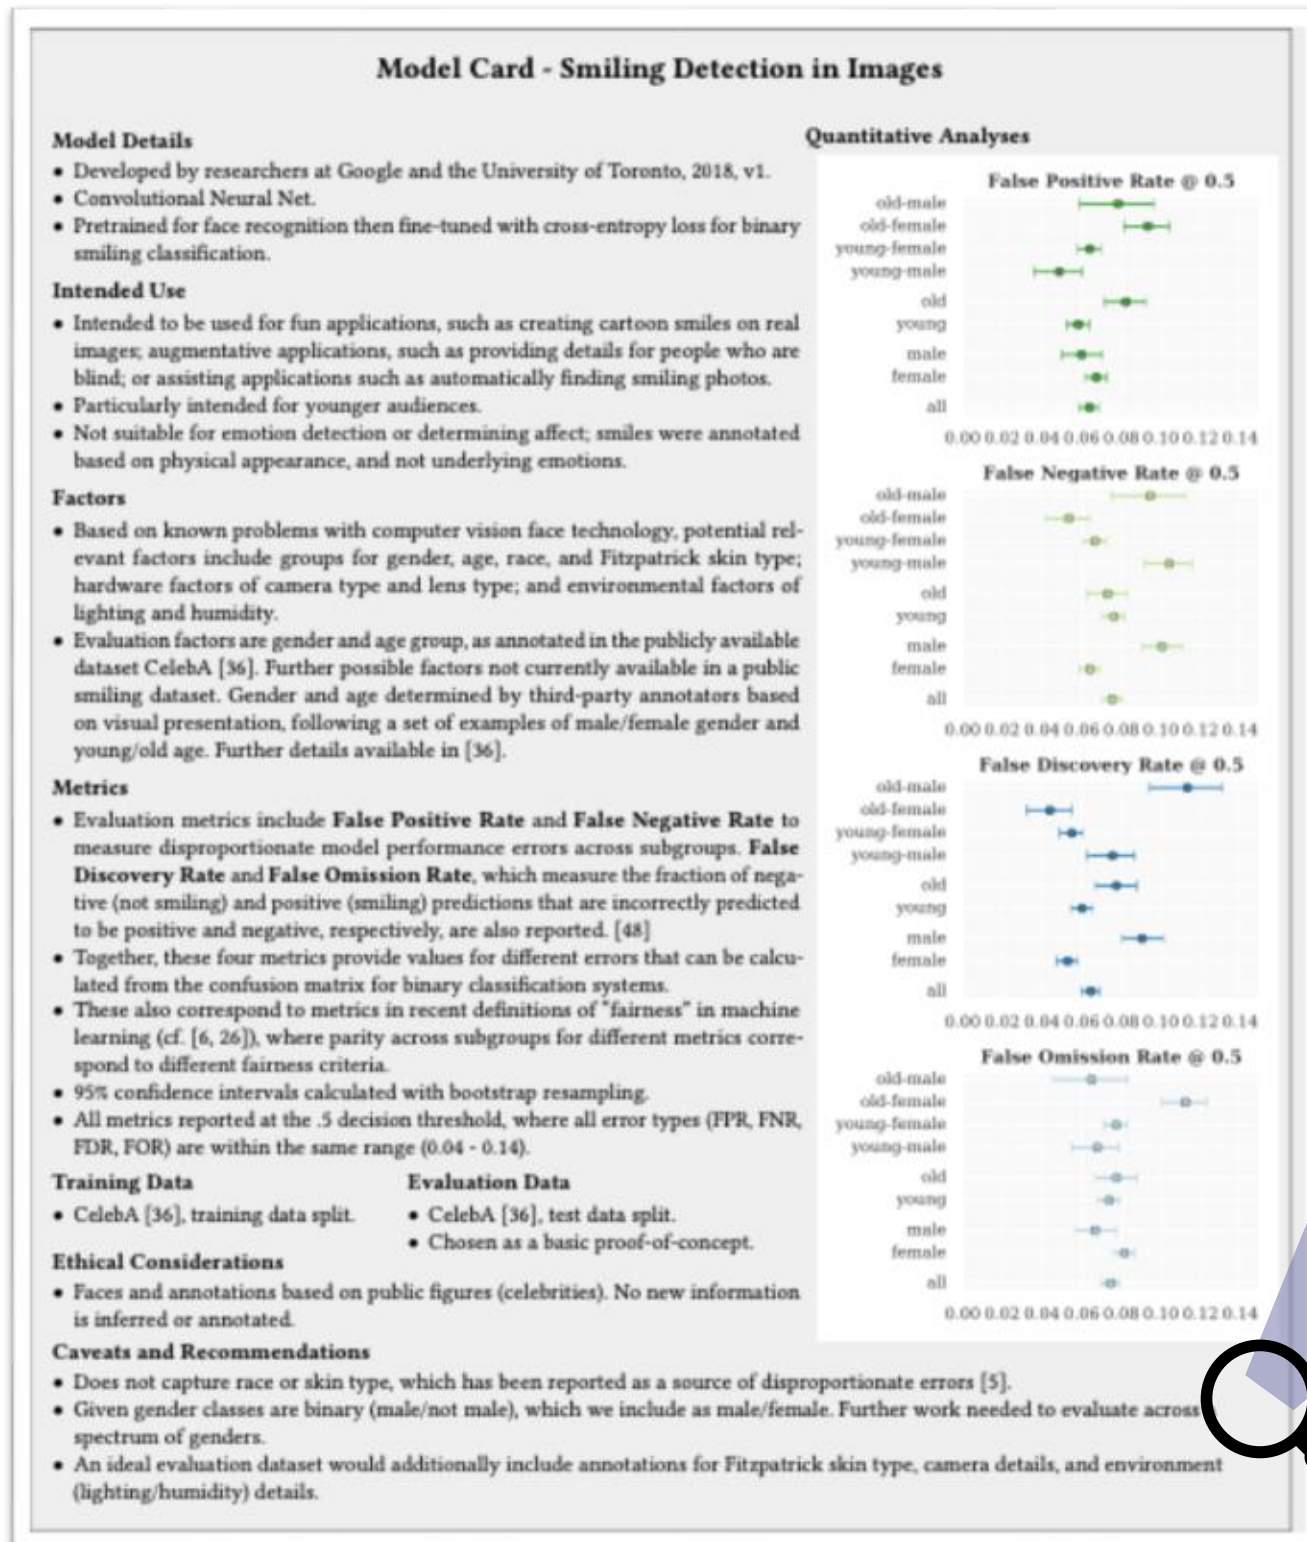 Model Card - Smiling Detection in Images
Model Details
• Developed by researchers at Google and the University of Toronto, 2018, v1.
• Convolutional Neural Net.
• Pretrained for face recognition then fine-tuned with cross-entropy loss for binary
smiling classification.
Intended Use
• Intended to be used for fun applications, such as creating cartoon smiles on real
images; augmentative applications, such as providing details for people who are
blind; or assisting applications such as automatically finding smiling photos.
• Particularly intended for younger audiences.
• Not suitable for emotion detection or determining affect; smiles were annotated
based on physical appearance, and not underlying emotions.
Factors
• Based on known problems with computer vision face technology, potential rel-
evant factors include groups for gender, age, race, and Fitzpatrick skin type;
hardware factors of camera type and lens type; and environmental factors of
lighting and humidity.
• Evaluation factors are gender and age group, as annotated in the publicly available
dataset CelebA [36]. Further possible factors not currently available in a public
smiling dataset. Gender and age determined by third-party annotators based
on visual presentation, following a set of examples of male/female gender and
young/old age. Further details available in [36].
Metrics
• Evaluation metrics include False Positive Rate and False Negative Rate to
measure disproportionate model performance errors across subgroups. False
Discovery Rate and False Omission Rate, which measure the fraction of nega-
tive (not smiling) and positive (smiling) predictions that are incorrectly predicted
to be positive and negative, respectively, are also reported. [48]
• Together, these four metrics provide values for different errors that can be calcu-
lated from the confusion matrix for binary classification systems.
• These also correspond to metrics in recent definitions of "fairness" in machine
learning (cf. [6, 26]), where parity across subgroups for different metrics corre-
spond to different fairness criteria.
• 95% confidence intervals calculated with bootstrap resampling.
• All metrics reported at the .5 decision threshold, where all error types (FPR, FNR,
FDR, FOR) are within the same range (0.04 - 0.14).
Training Data
• CelebA [36], training data split.
Evaluation Data
• CelebA [36], test data split.
• Chosen as a basic proof-of-concept.
Ethical Considerations
• Faces and annotations based on public figures (celebrities). No new information
is inferred or annotated.
Quantitative Analyses
False Positive Rate @ 0.5
old-male
old-female
young-female
young-male
old
young
male
female
all
0.00 0.02 0.04 0.06 0.08 0.10 0.12 0.14
False Negative Rate @ 0.5
old-male
old-female
young-female
young-male
old
young
male
female
all
0.00 0.02 0.04 0.06 0.08 0.10 0.12 0.14
False Discovery Rate @ 0.5
old-male
old-female
young-female
young-male
old
young
male
female
all
0.00 0.02 0.04 0.06 0.08 0.10 0.12 0.14
False Omission Rate @ 0.5
old-male
old-female
young-female
young-male
old
young
male
female
all
0.00 0.02 0.04 0.06 0.08 0.10 0.12 0.14
Caveats and Recommendations
• Does not capture race or skin type, which has been reported as a source of disproportionate errors [5].
• Given gender classes are binary (male/not male), which we include as male/female. Further work needed to evaluate across
spectrum of genders.
• An ideal evaluation dataset would additionally include annotations for Fitzpatrick skin type, camera details, and environment
(lighting/humidity) details.